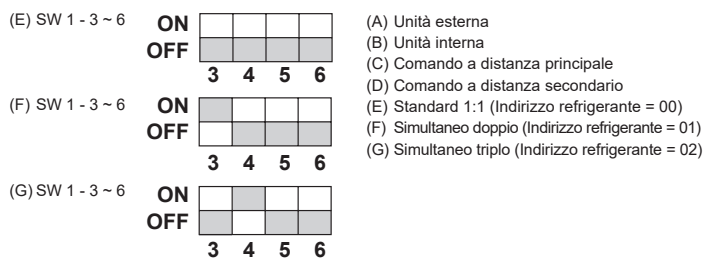 (E) SW 1 - 3 ~ 6
ON
OFF
3 4 5 6
(F) SW 1 - 3 ~ 6
ON
OFF
3 4 5 6
(G) SW 1 - 3 ~ 6
ON
OFF
3 4 5 6
(A) Unità esterna
(B) Unità interna
(C) Comando a distanza principale
(D) Comando a distanza secondario
(E) Standard 1:1 (Indirizzo refrigerante = 00)
(F) Simultaneo doppio (Indirizzo refrigerante = 01)
(G) Simultaneo triplo (Indirizzo refrigerante = 02)